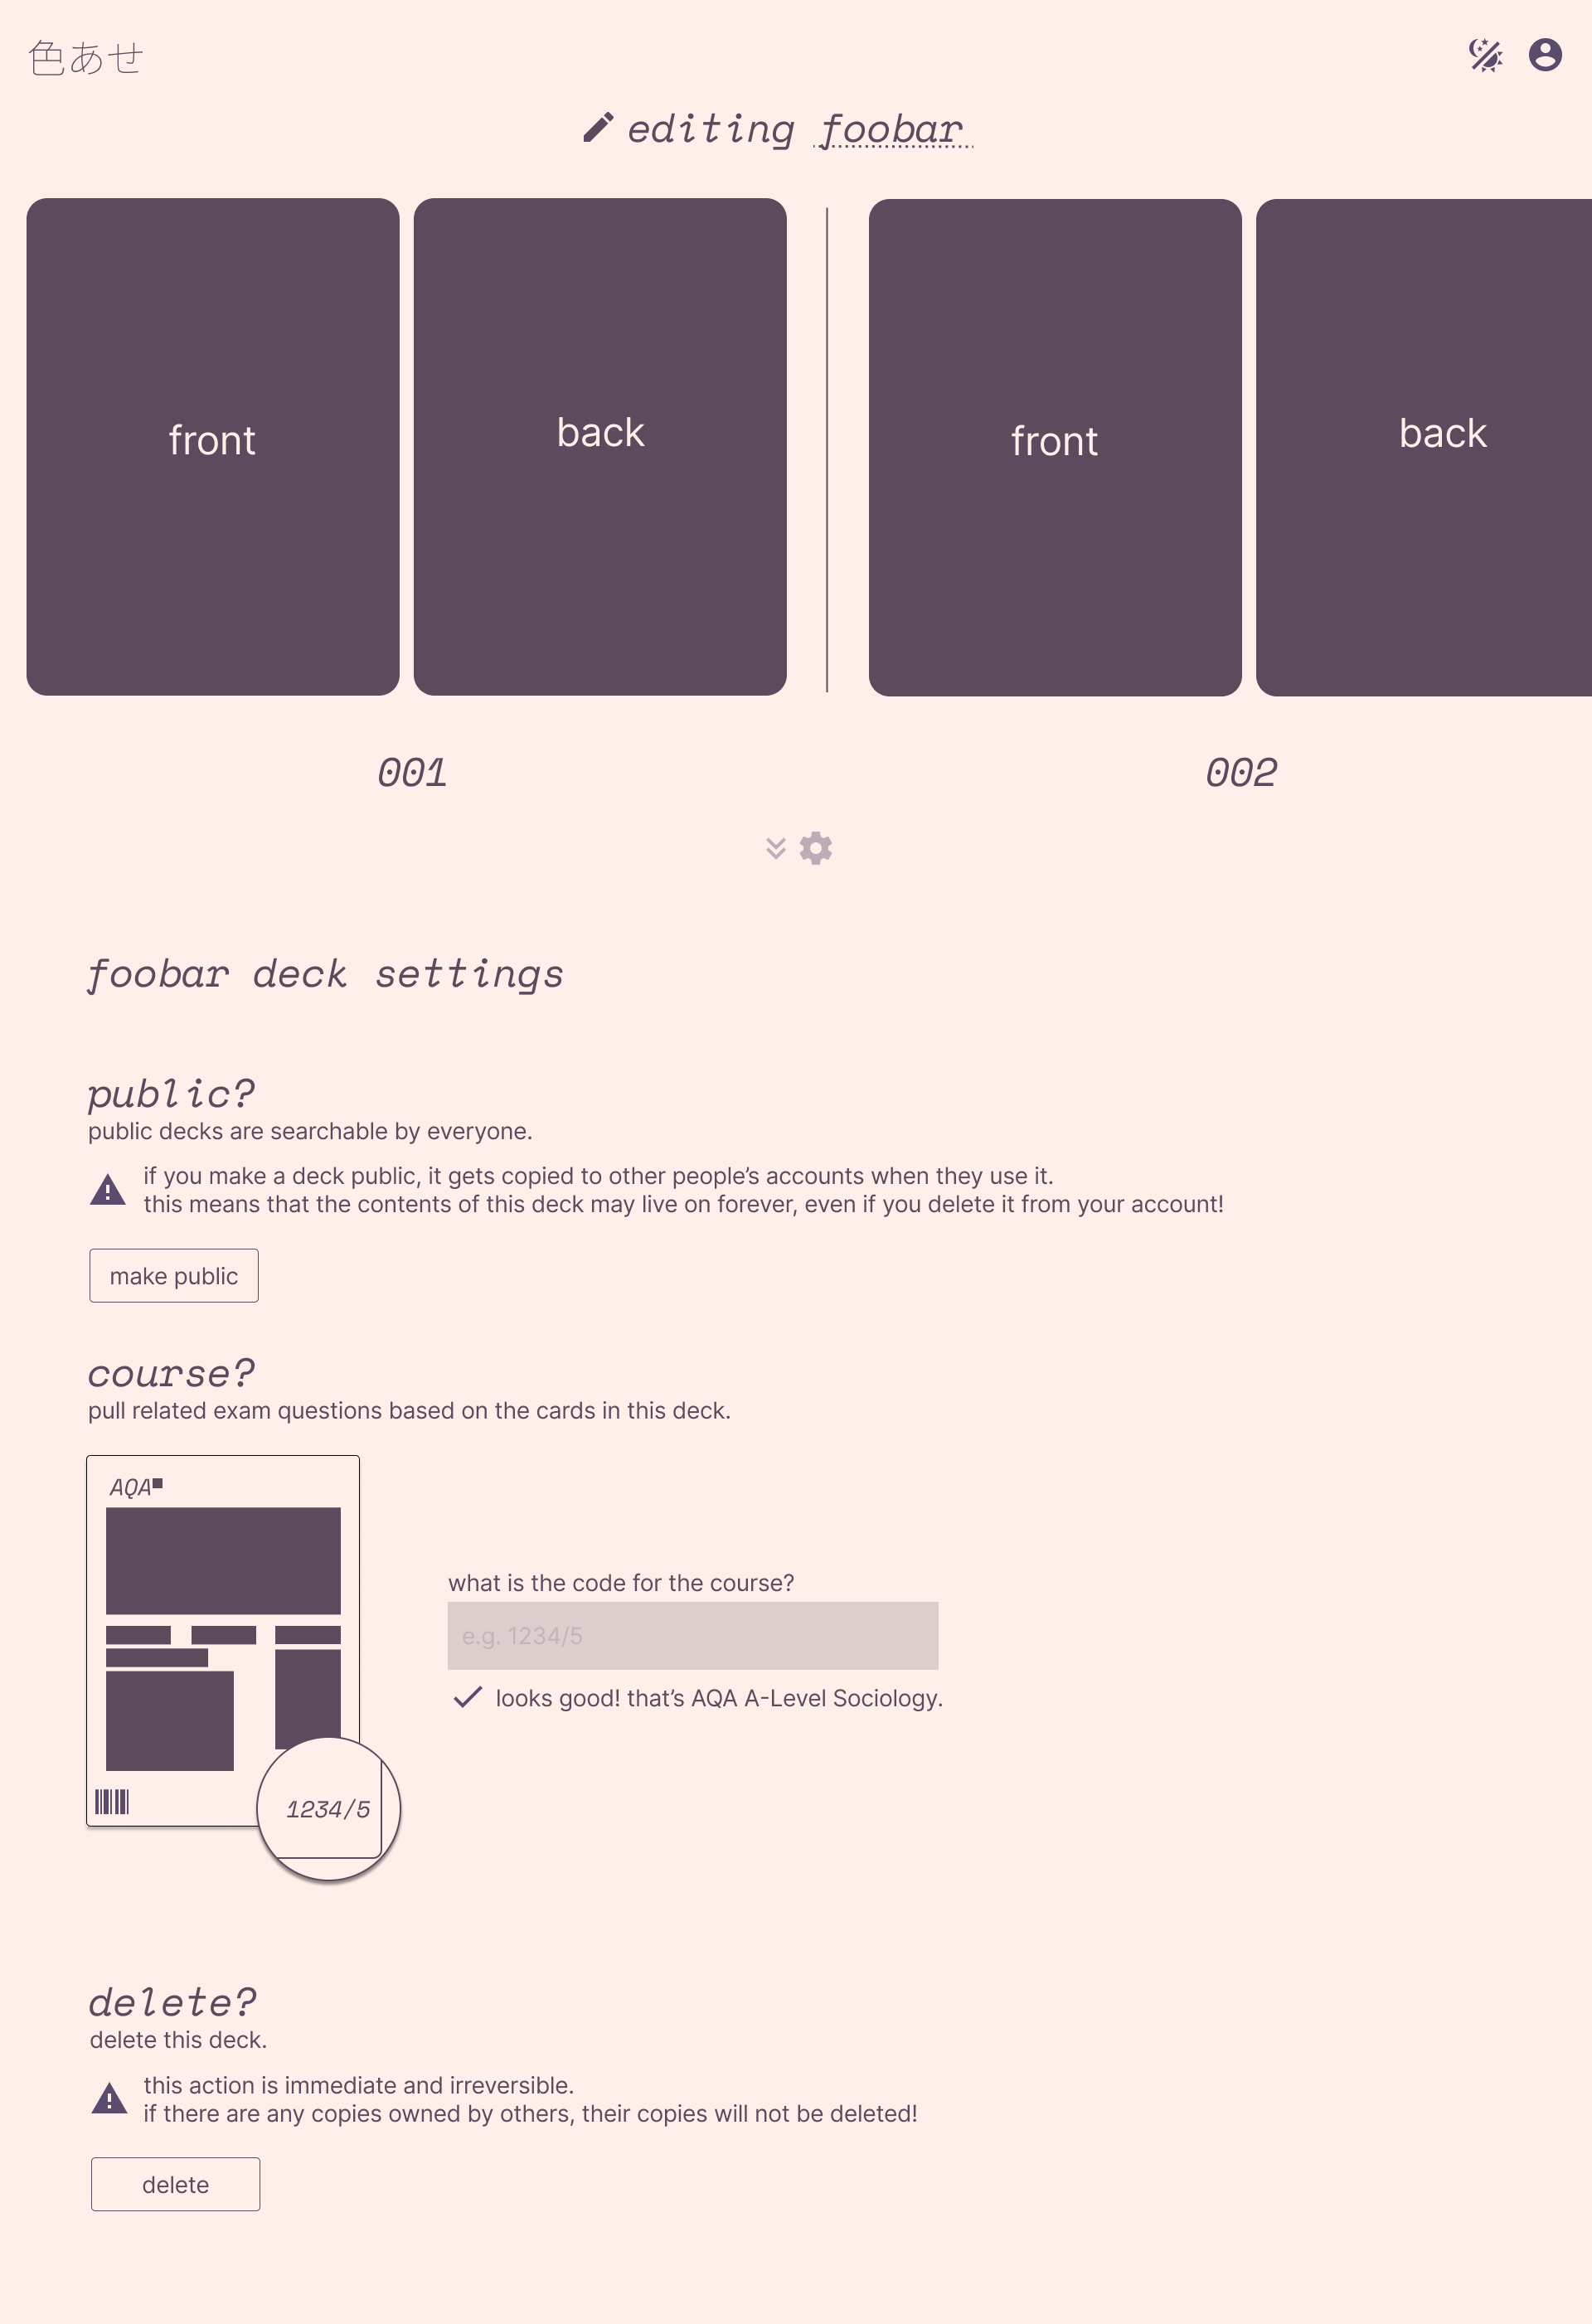 色あせ
editing foobar
front
back
front
back
001
002
foobar deck settings
public?
public decks are searchable by everyone.
if you make a deck public, it gets copied to other people’s accounts when they use it.
this means that the contents of this deck may live on forever, even if you delete it from your account!
make public
course?
pull related exam questions based on the cards in this deck.
AQA
1234/5
what is the code for the course?
e.g. 1234/5
looks good! that’s AQA A-Level Sociology.
delete?
delete this deck.
this action is immediate and irreversible.
if there are any copies owned by others, their copies will not be deleted!
delete